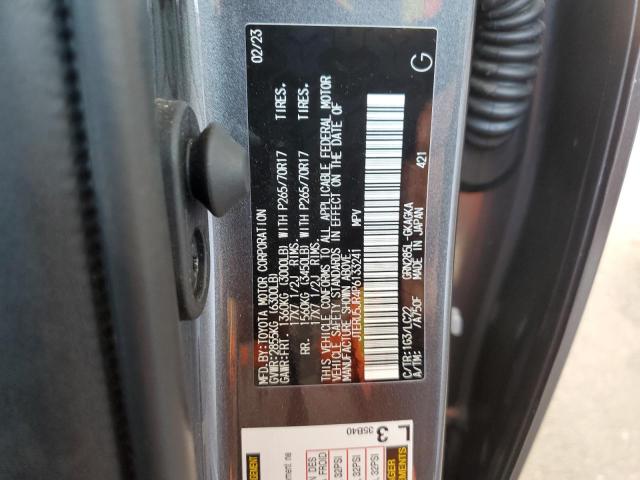 MFD.BY:TOYOTA MOTOR CORPORATION 02/23
GVWR:2855KG (6300LB)
GAWR:FRT. 1360KG (3000LB) WITH P265/70R17 TIRES.
17X7 1/2J RIMS.
RR. 1560KG (3450LB) WITH P265/70R17 TIRES.
17X7 1/2J RIMS.
THIS VEHICLE CONFORMS TO ALL APPLICABLE FEDERAL MOTOR
VEHICLE SAFETY STANDARDS IN EFFECT ON THE DATE OF
MANUFACTURE SHOWN ABOVE.
JTERU5JR4P6133241 MPV
C/TR:1G3/LC22 GRN285L-GKAGKA
A/TM: /A750F MADE IN JAPAN
421
G
L
3
35B40
32PSI
32PSI